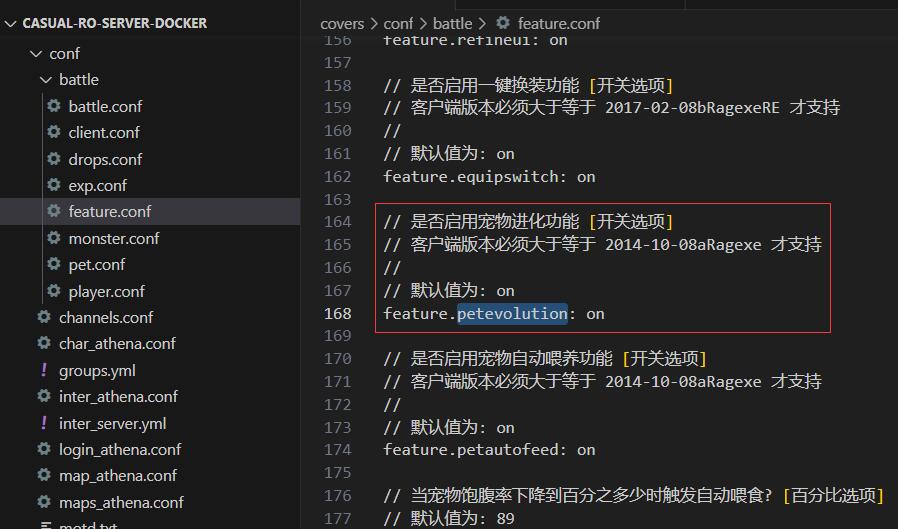 CASUAL-RO-SERVER-DOCKER
conf
battle
battle.conf
client.conf
drops.conf
exp.conf
feature.conf
monster.conf
pet.conf
player.conf
channels.conf
char_athena.conf
! groups.yml
inter_athena.conf
! inter_server.yml
login_athena.conf
map_athena.conf
maps_athena.conf
motd.txt
covers > conf > battle > feature.conf
156 feature.refineui: on
157
158 // 是否启用一键换装功能 [开关选项]
159 // 客户端版本必须大于等于 2017-02-08bRagexeRE 才支持
160 //
161 // 默认值为: on
162 feature.equipswitch: on
163
164 // 是否启用宠物进化功能 [开关选项]
165 // 客户端版本必须大于等于 2014-10-08aRagexe 才支持
166 //
167 // 默认值为: on
168 feature.petevolution: on
169
170 // 是否启用宠物自动喂养功能 [开关选项]
171 // 客户端版本必须大于等于 2014-10-08aRagexe 才支持
172 //
173 // 默认值为: on
174 feature.petautofeed: on
175
176 // 当宠物饱腹率下降到百分之多少时触发自动喂食? [百分比选项]
177 // 默认值为: 89